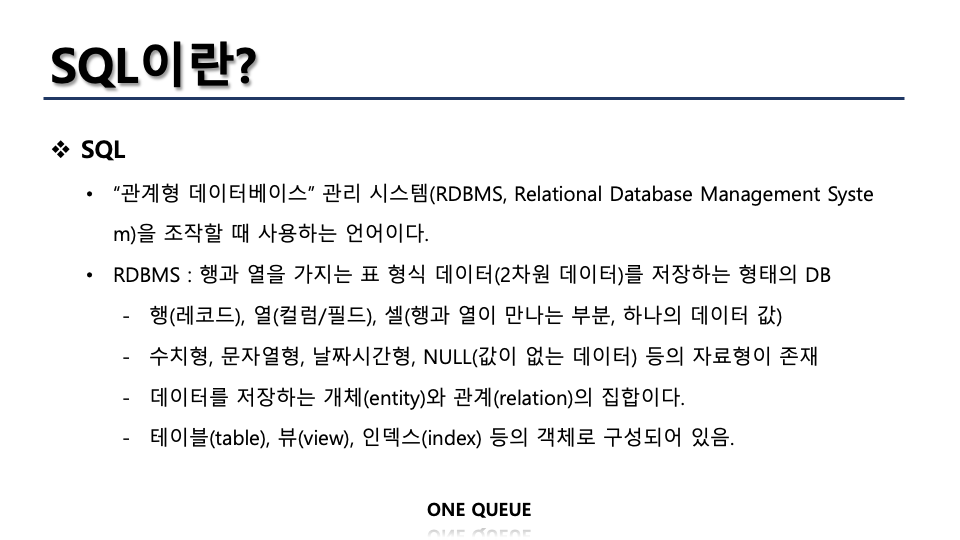 SQL이란?
❖ SQL
• “관계형 데이터베이스” 관리 시스템(RDBMS, Relational Database Management Syste
m)을 조작할 때 사용하는 언어이다.
• RDBMS : 행과 열을 가지는 표 형식 데이터(2차원 데이터)를 저장하는 형태의 DB
- 행(레코드), 열(컬럼/필드), 셀(행과 열이 만나는 부분, 하나의 데이터 값)
- 수치형, 문자열형, 날짜시간형, NULL(값이 없는 데이터) 등의 자료형이 존재
- 데이터를 저장하는 개체(entity)와 관계(relation)의 집합이다.
- 테이블(table), 뷰(view), 인덱스(index) 등의 객체로 구성되어 있음.
ONE QUEUE